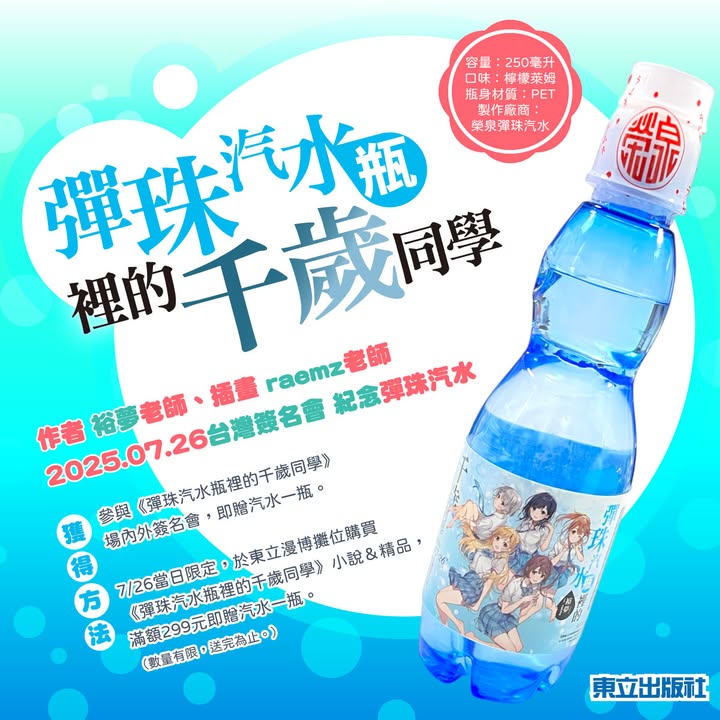 容量：250毫升
口味：檸檬萊姆
瓶身材質：PET
製作廠商：
榮泉彈珠汽水
彈珠汽水瓶
裡的千歲同學
作者 裕夢老師、插畫 raemz老師
2025.07.26台灣簽名會 紀念彈珠汽水
獲得方法
參與《彈珠汽水瓶裡的千歲同學》
場內外簽名會，即贈汽水一瓶。
7/26當日限定，於東立漫博攤位購買
《彈珠汽水瓶裡的千歲同學》小說＆精品，
滿額299元即贈汽水一瓶。
（數量有限，送完為止。）
榮泉
彈珠汽水
裡的
千歲
東立出版社